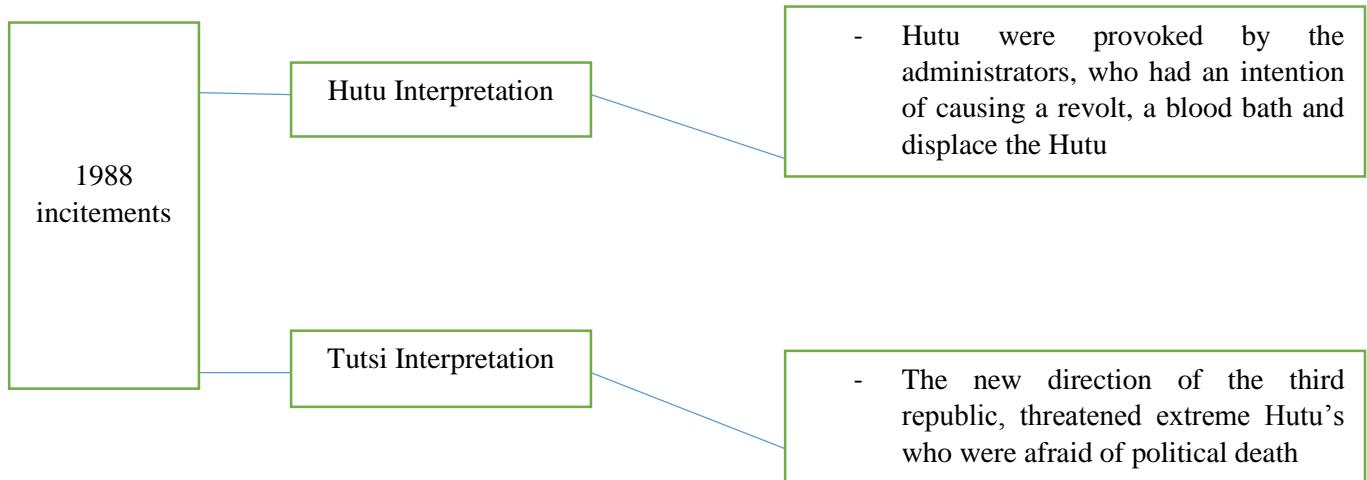 1988
incitements
Hutu Interpretation
- Hutu were provoked by the
administrators, who had an intention
of causing a revolt, a blood bath and
displace the Hutu
Tutsi Interpretation
- The new direction of the third
republic, threatened extreme Hutu’s
who were afraid of political death